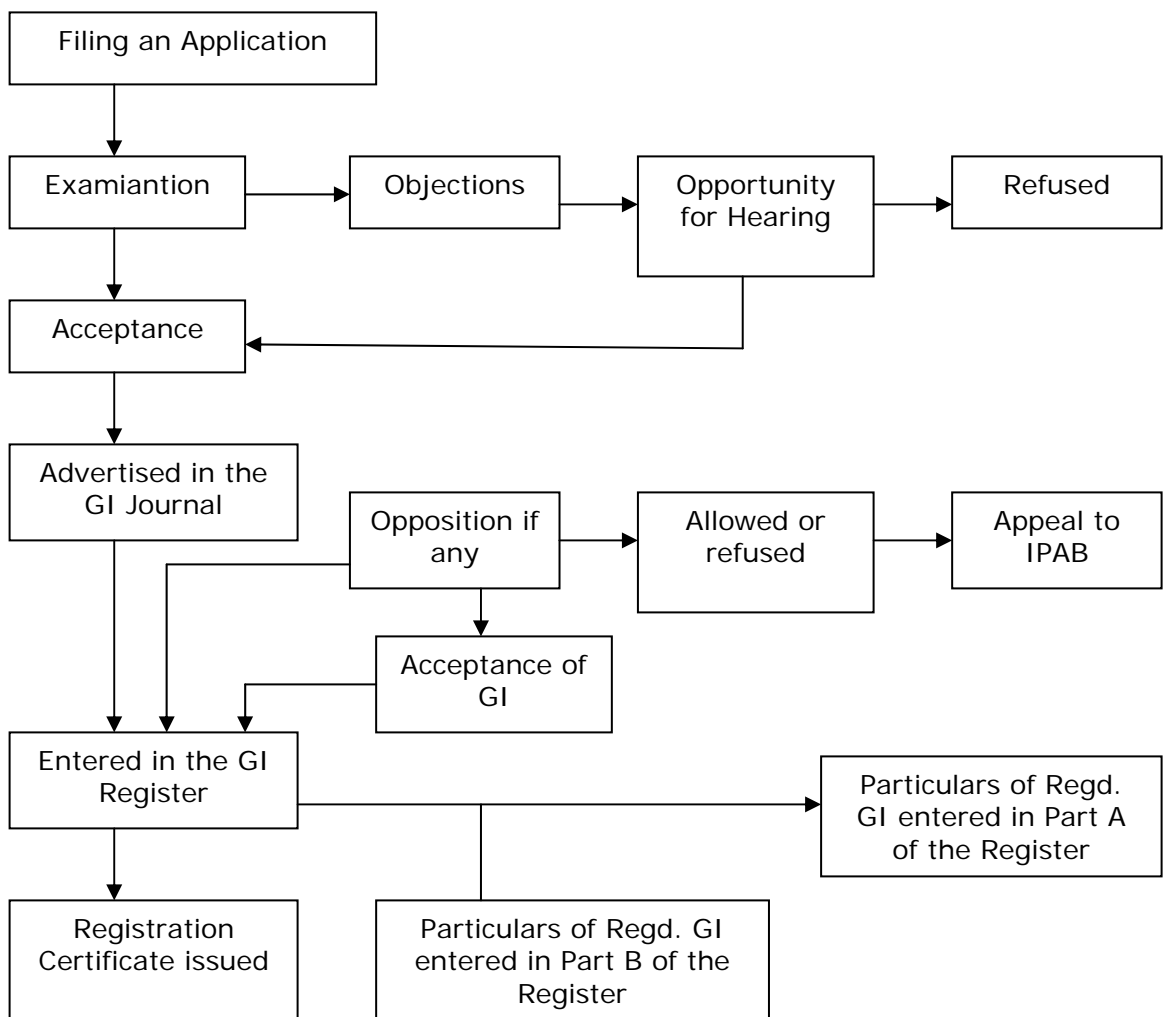 Filing an Application
Examiantion
Objections
Opportunity
for Hearing
Refused
Acceptance
Advertised in the
GI Journal
Opposition if
any
Allowed or
refused
Appeal to
IPAB
Acceptance of
GI
Entered in the GI
Register
Particulars of Regd.
GI entered in Part A
of the Register
Registration
Certificate issued
Particulars of Regd. GI
entered in Part B of the
Register